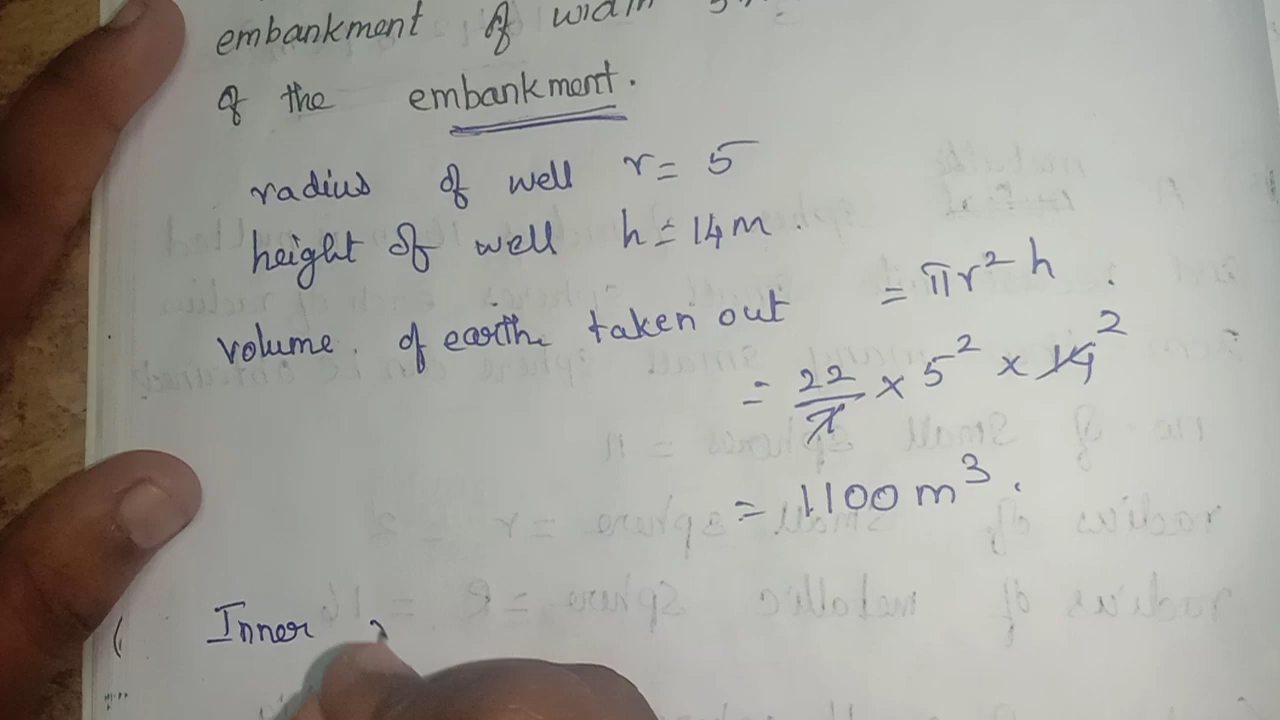 embankment of width
of the embankment.
radius of well r = 5
height of well h = 14m.
volume of earth taken out = πr² h
= 22/7 × 5² × 14 2
= 1100 m³.
Inner